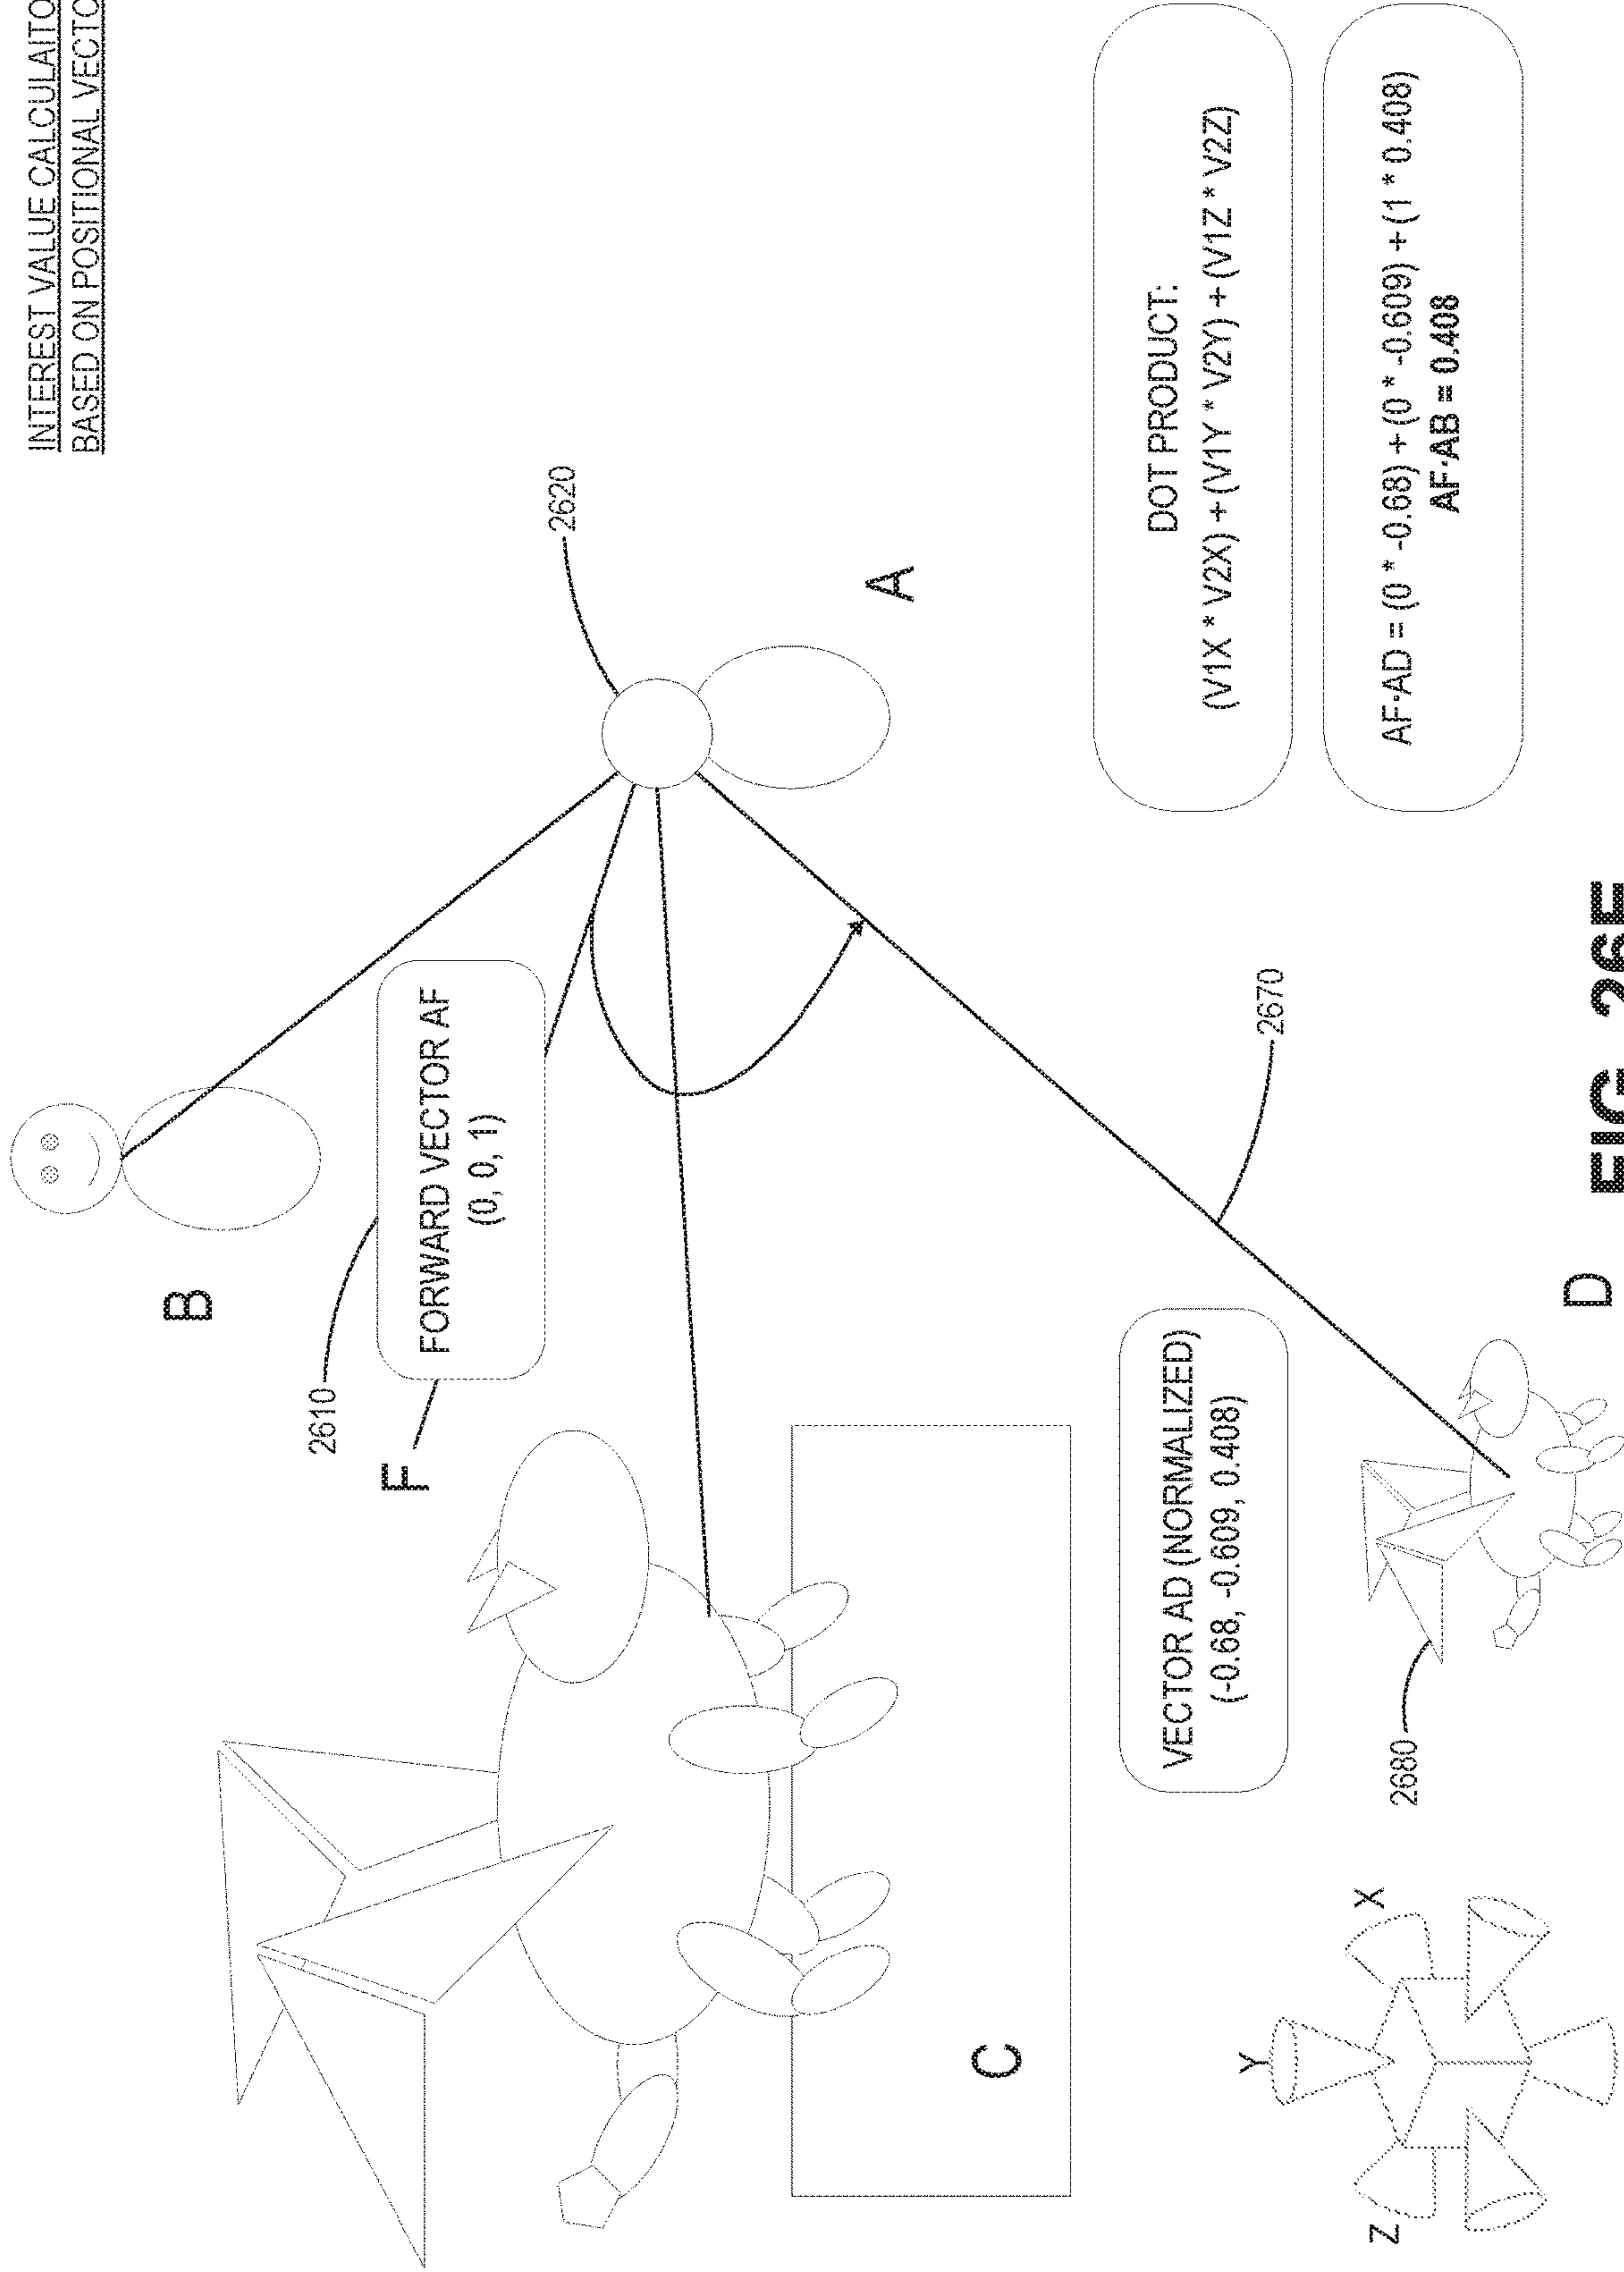 INTEREST VALUE CALCULAITO
BASED ON POSITIONAL VECTO
B
2610
F
FORWARD VECTOR AF
(0, 0, 1)
2620
A
C
VECTOR AD (NORMALIZED)
(-0.68, -0.609, 0.408)
2670
2680
D
DOT PRODUCT:
(V1X * V2X) + (V1Y * V2Y) + (V1Z * V2Z)
AF·AD = (0 * -0.68) + (0 * -0.609) + (1 * 0.408)
AF·AB = 0.408
Z
Y
X
FIG. 26E